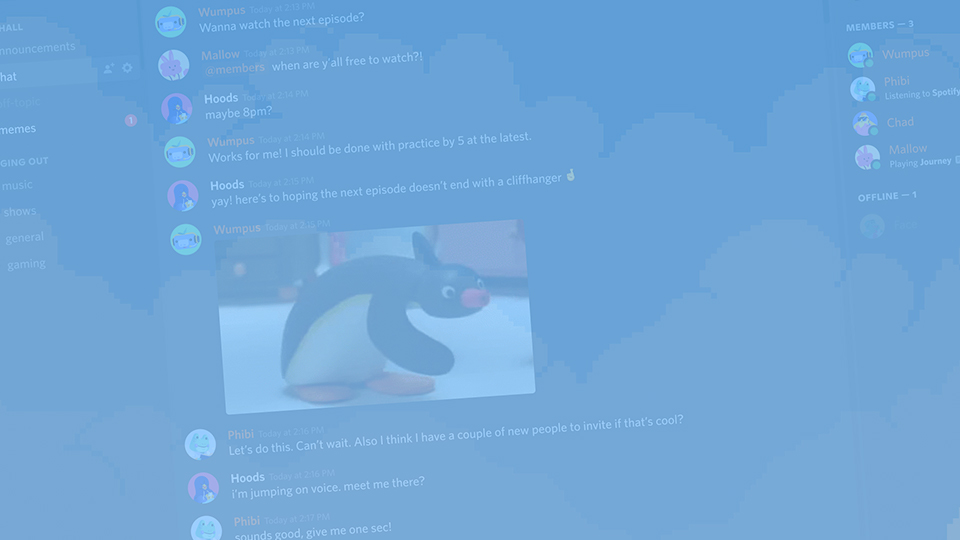 HALL
nnouncements
hat
off-topic
memes
1
GING OUT
music
shows
general
gaming
Wumpus Today at 2:13 PM
Wanna watch the next episode?
Mallow Today at 2:13 PM
@members when are y'all free to watch?!
Hoods Today at 2:14 PM
maybe 8pm?
Wumpus Today at 2:14 PM
Works for me! I should be done with practice by 5 at the latest.
Hoods Today at 2:15 PM
yay! here's to hoping the next episode doesn't end with a cliffhanger
Wumpus Today at 2:15 PM
Phibi Today at 2:16 PM
Let's do this. Can't wait. Also I think I have a couple of new people to invite if that's cool?
Hoods Today at 2:16 PM
i'm jumping on voice. meet me there?
Phibi Today at 2:17 PM
sounds good, give me one sec!
MEMBERS — 3
Wumpus
Phibi
Listening to Spotify
Chad
Mallow
Playing Journey
OFFLINE — 1